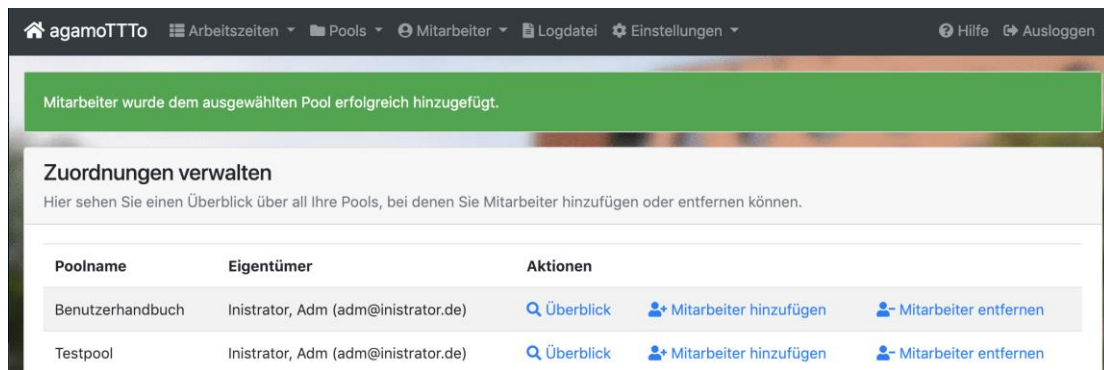 agamoTTTo Arbeitszeiten Pools Mitarbeiter Logdatei Einstellungen Hilfe Ausloggen
Mitarbeiter wurde dem ausgewählten Pool erfolgreich hinzugefügt.
Zuordnungen verwalten
Hier sehen Sie einen Überblick über all Ihre Pools, bei denen Sie Mitarbeiter hinzufügen oder entfernen können.
Poolname Eigentümer Aktionen
Benutzerhandbuch Inistrator, Adm (adm@inistrator.de) Überblick Mitarbeiter hinzufügen Mitarbeiter entfernen
Testpool Inistrator, Adm (adm@inistrator.de) Überblick Mitarbeiter hinzufügen Mitarbeiter entfernen